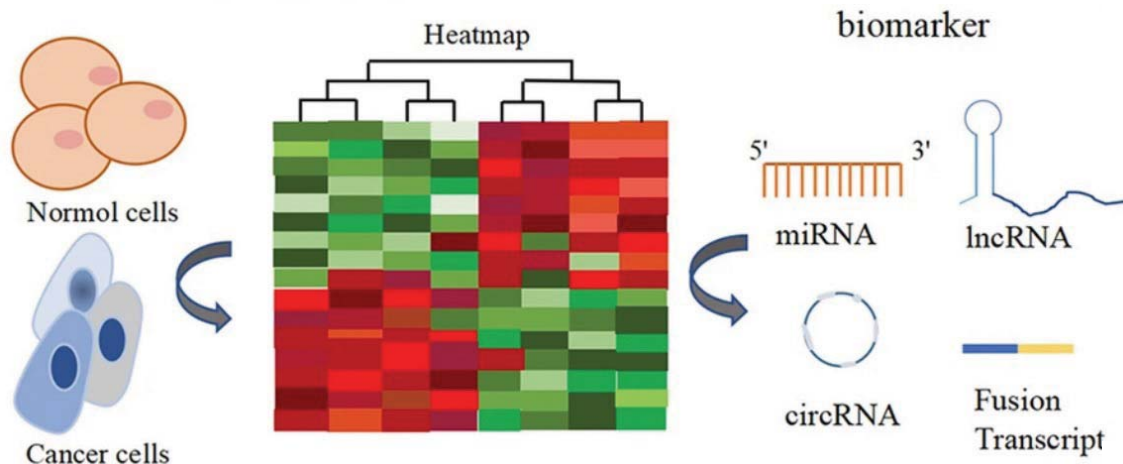 Heatmap
biomarker
Normol cells
Cancer cells
5' 3'
miRNA
lncRNA
circRNA
Fusion
Transcript